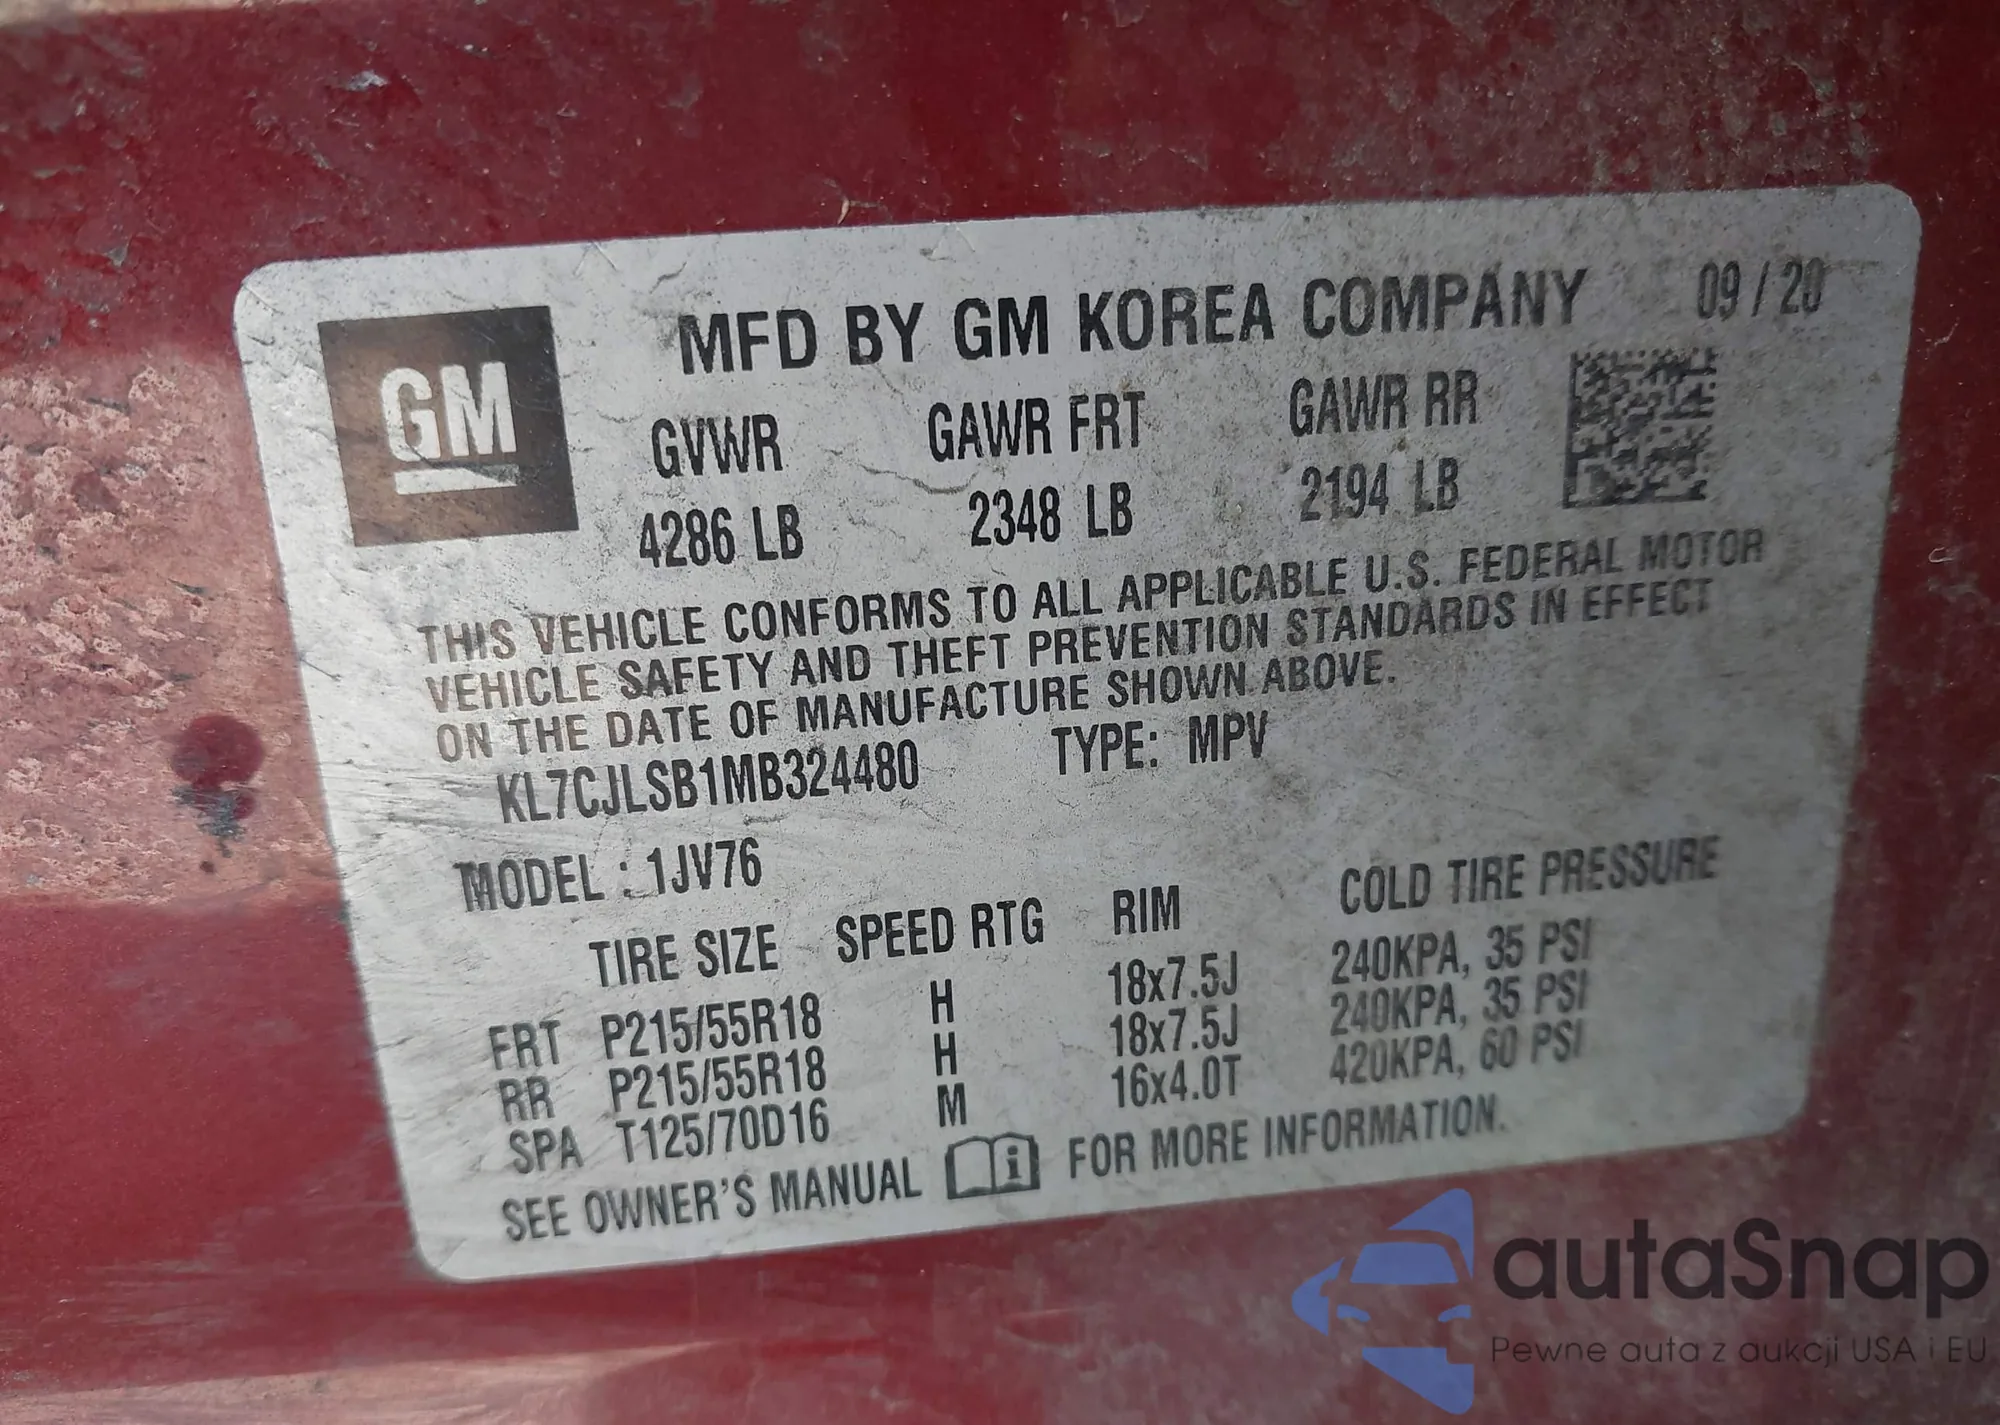 MFD BY GM KOREA COMPANY 09 / 20
GM
GVWR GAWR FRT GAWR RR
4286 LB 2348 LB 2194 LB
THIS VEHICLE CONFORMS TO ALL APPLICABLE U.S. FEDERAL MOTOR
VEHICLE SAFETY AND THEFT PREVENTION STANDARDS IN EFFECT
ON THE DATE OF MANUFACTURE SHOWN ABOVE.
KL7CJLSB1MB324480 TYPE: MPV
MODEL : 1JV76
TIRE SIZE SPEED RTG RIM COLD TIRE PRESSURE
FRT P215/55R18 H 18x7.5J 240KPA, 35 PSI
RR P215/55R18 H 18x7.5J 240KPA, 35 PSI
SPA T125/70D16 M 16x4.0T 420KPA, 60 PSI
SEE OWNER'S MANUAL i FOR MORE INFORMATION.
autaSnap
Pewne auta z aukcji USA i EU